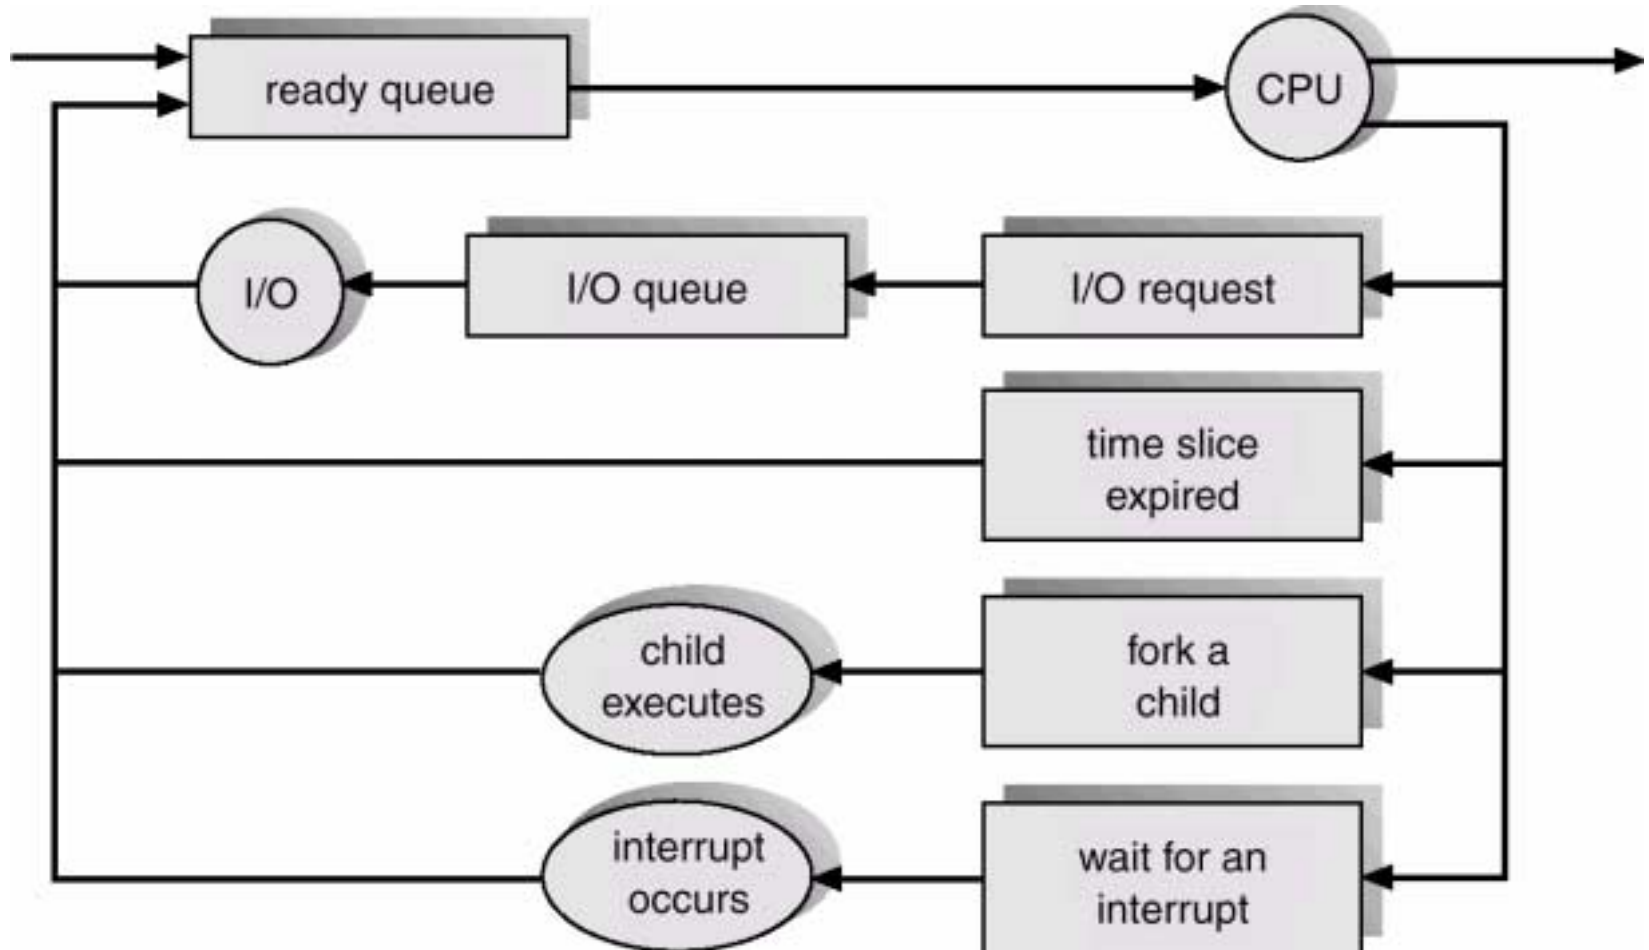 ready queue
CPU
I/O
I/O queue
I/O request
time slice
expired
child
executes
fork a
child
interrupt
occurs
wait for an
interrupt